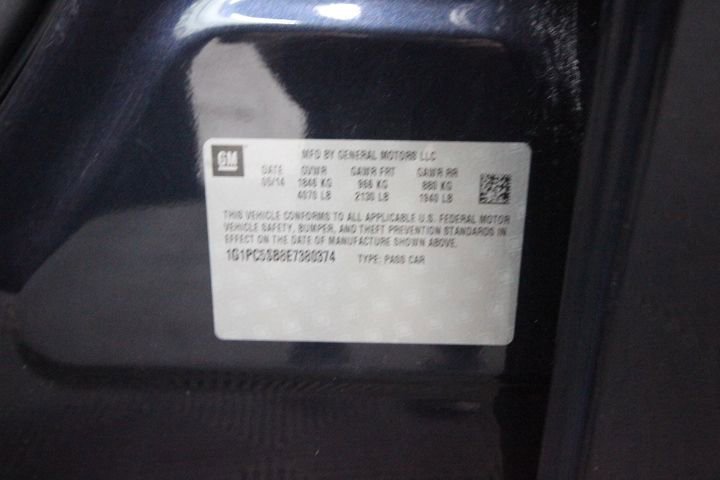 GM
MFD BY GENERAL MOTORS LLC
DATE GVWR GAWR FRT GAWR RR
05/14 1846 KG 966 KG 880 KG
4070 LB 2130 LB 1940 LB
THIS VEHICLE CONFORMS TO ALL APPLICABLE U.S. FEDERAL MOTOR
VEHICLE SAFETY, BUMPER, AND THEFT PREVENTION STANDARDS IN
EFFECT ON THE DATE OF MANUFACTURE SHOWN ABOVE.
1G1PC5SB8E7380374 TYPE: PASS CAR